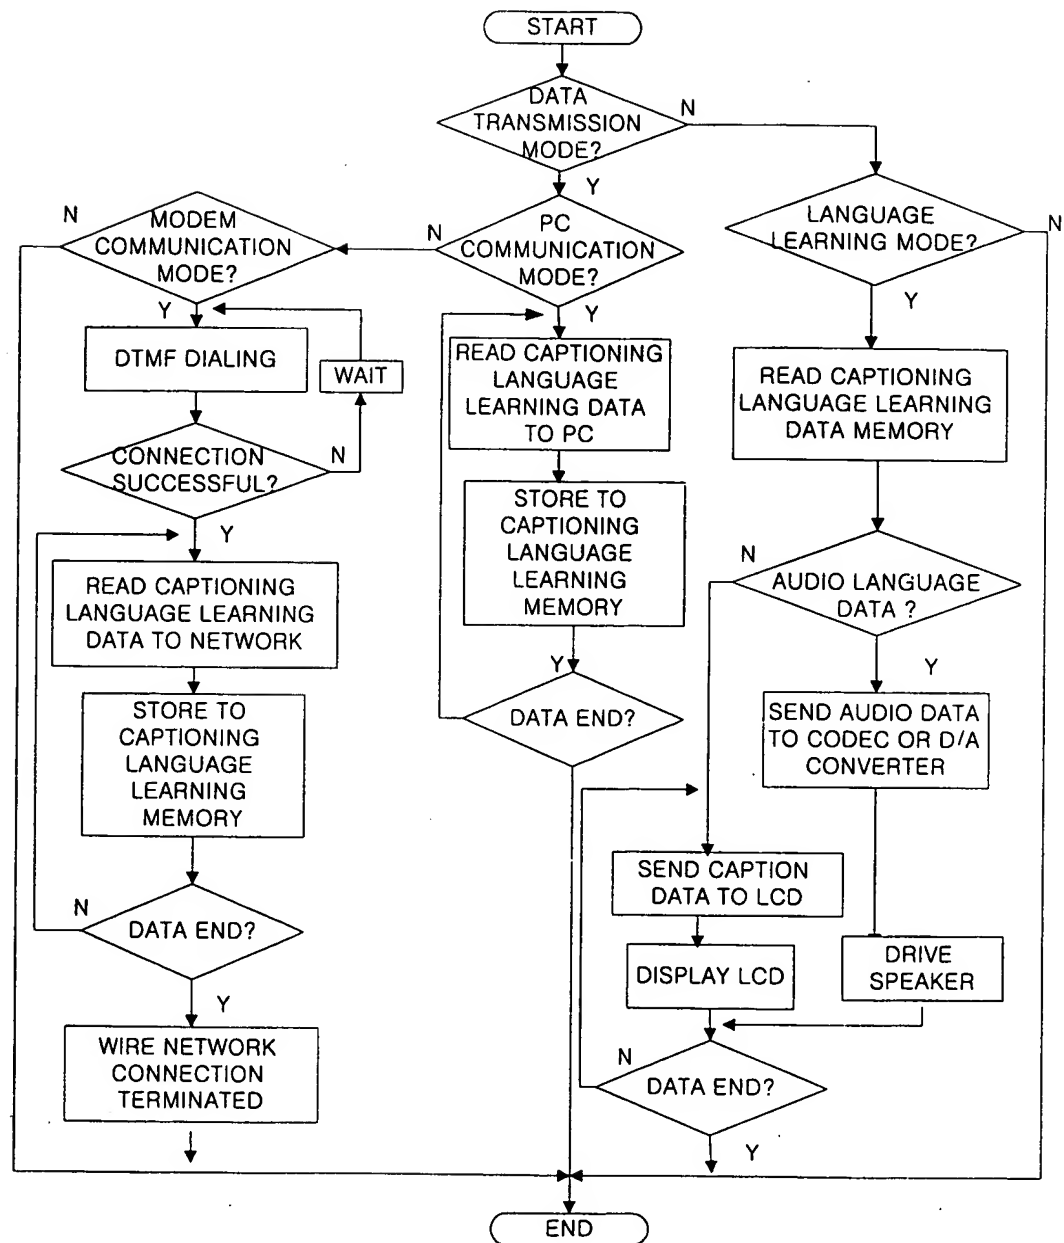 START
DATA
TRANSMISSION
MODE?
N
Y
N
MODEM
COMMUNICATION
MODE?
N
PC
COMMUNICATION
MODE?
LANGUAGE
LEARNING MODE?
N
Y
Y
Y
DTMF DIALING
WAIT
READ CAPTIONING
LANGUAGE
LEARNING DATA
TO PC
READ CAPTIONING
LANGUAGE LEARNING
DATA MEMORY
CONNECTION
SUCCESSFUL?
N
Y
STORE TO
CAPTIONING
LANGUAGE
LEARNING
MEMORY
N
AUDIO LANGUAGE
DATA ?
READ CAPTIONING
LANGUAGE LEARNING
DATA TO NETWORK
Y
Y
DATA END?
STORE TO
CAPTIONING
LANGUAGE
LEARNING
MEMORY
SEND AUDIO DATA
TO CODEC OR D/A
CONVERTER
SEND CAPTION
DATA TO LCD
N
DATA END?
DISPLAY LCD
DRIVE
SPEAKER
Y
WIRE NETWORK
CONNECTION
TERMINATED
N
DATA END?
Y
END